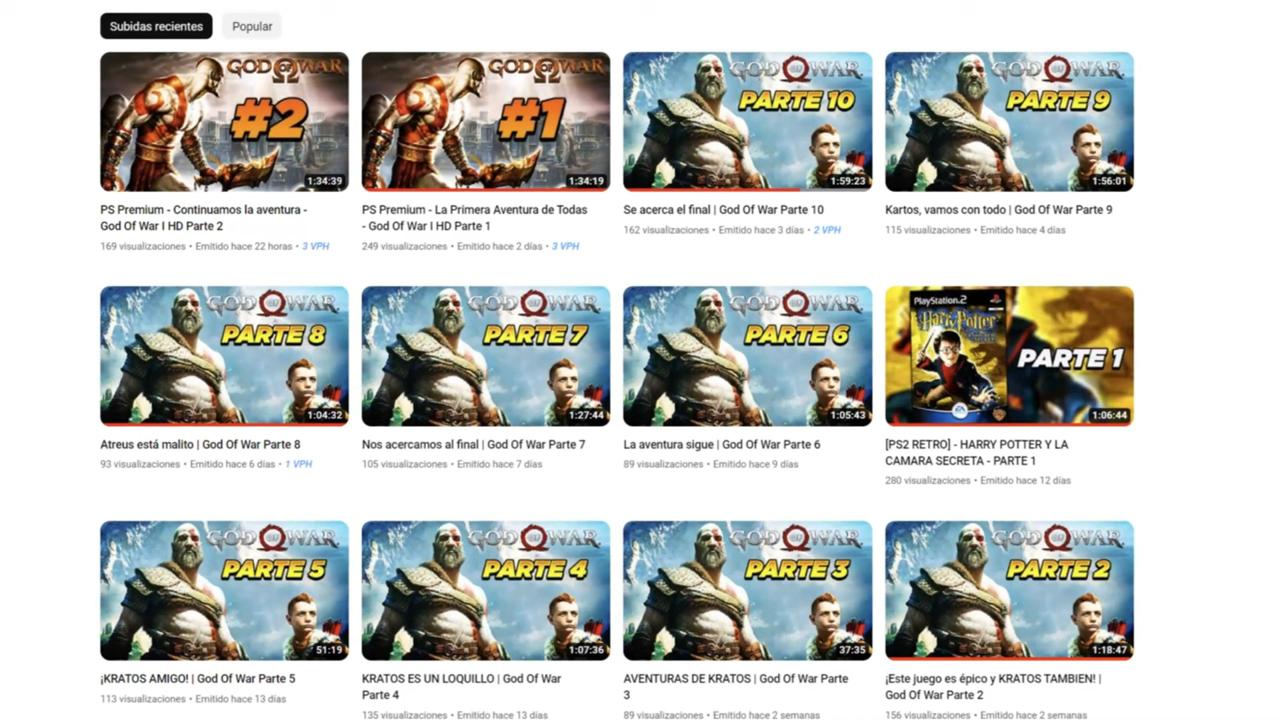 Subidas recientes
Popular
GOD OF WAR
#2
1:34:39
GOD OF WAR
#1
1:34:19
GOD OF WAR
PARTE 10
1:59:23
GOD OF WAR
PARTE 9
1:56:01
PS Premium - Continuamos la aventura -
God Of War I HD Parte 2
169 visualizaciones • Emitido hace 22 horas • 3 VPH
PS Premium - La Primera Aventura de Todas
- God Of War I HD Parte 1
249 visualizaciones • Emitido hace 2 días • 3 VPH
Se acerca el final | God Of War Parte 10
162 visualizaciones • Emitido hace 3 días • 2 VPH
Kartos, vamos con todo | God Of War Parte 9
115 visualizaciones • Emitido hace 4 días
GOD OF WAR
PARTE 8
1:04:32
GOD OF WAR
PARTE 7
1:27:44
GOD OF WAR
PARTE 6
1:05:43
PlayStation.2
Harry Potter
EA
PARTE 1
1:06:44
Atreus está malito | God Of War Parte 8
93 visualizaciones • Emitido hace 6 días • 1 VPH
Nos acercamos al final | God Of War Parte 7
105 visualizaciones • Emitido hace 7 días
La aventura sigue | God Of War Parte 6
89 visualizaciones • Emitido hace 9 días
[PS2 RETRO] - HARRY POTTER Y LA
CAMARA SECRETA - PARTE 1
280 visualizaciones • Emitido hace 12 días
GOD OF WAR
PARTE 5
51:19
GOD OF WAR
PARTE 4
1:07:36
GOD OF WAR
PARTE 3
37:35
GOD OF WAR
PARTE 2
1:18:47
¡KRATOS AMIGO! | God Of War Parte 5
113 visualizaciones • Emitido hace 13 días
KRATOS ES UN LOQUILLO | God Of War
Parte 4
135 visualizaciones • Emitido hace 13 días
AVENTURAS DE KRATOS | God Of War Parte
3
89 visualizaciones • Emitido hace 2 semanas
¡Este juego es épico y KRATOS TAMBIEN! |
God Of War Parte 2
156 visualizaciones • Emitido hace 2 semanas